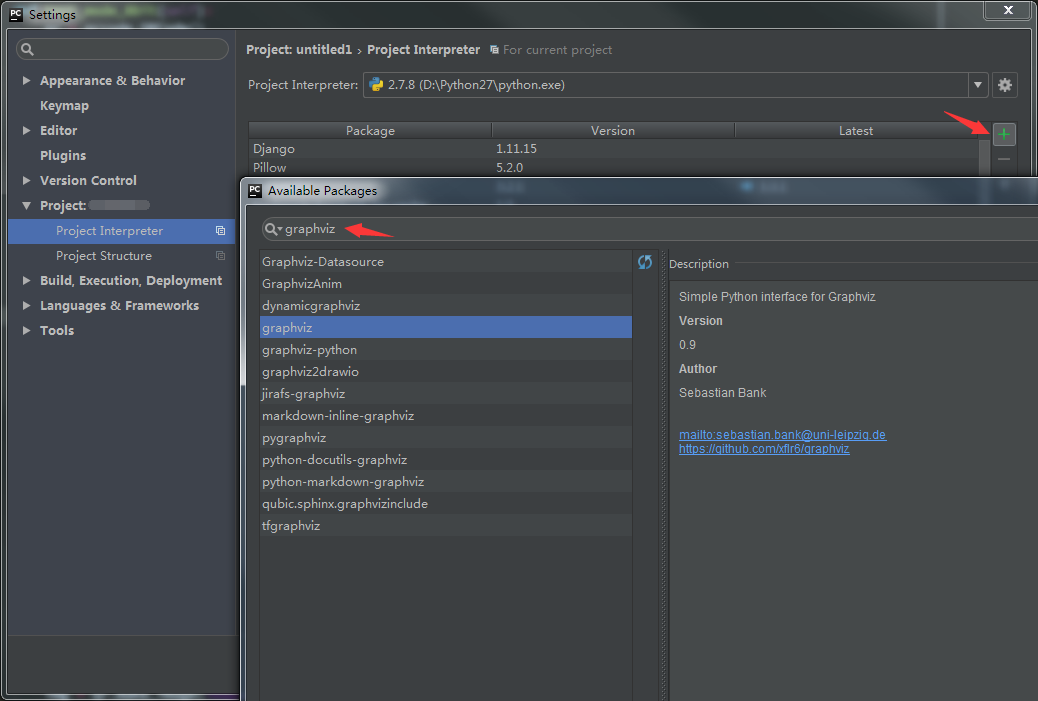 PC Settings
Project: untitled1 › Project Interpreter For current project
Appearance & Behavior
Keymap
Editor
Plugins
Version Control
Project:
Project Interpreter
Project Structure
Build, Execution, Deployment
Languages & Frameworks
Tools
Project Interpreter: 2.7.8 (D:\Python27\python.exe)
Package Version Latest
Django 1.11.15
Pillow 5.2.0
PC Available Packages
graphviz
Graphviz-Datasource
GraphvizAnim
dynamicgraphviz
graphviz
graphviz-python
graphviz2drawio
jirafs-graphviz
markdown-inline-graphviz
pygraphviz
python-docutils-graphviz
python-markdown-graphviz
qubic.sphinx.graphvizinclude
tfgraphviz
Description
Simple Python interface for Graphviz
Version
0.9
Author
Sebastian Bank
mailto:sebastian.bank@uni-leipzig.de
https://github.com/xflr6/graphviz